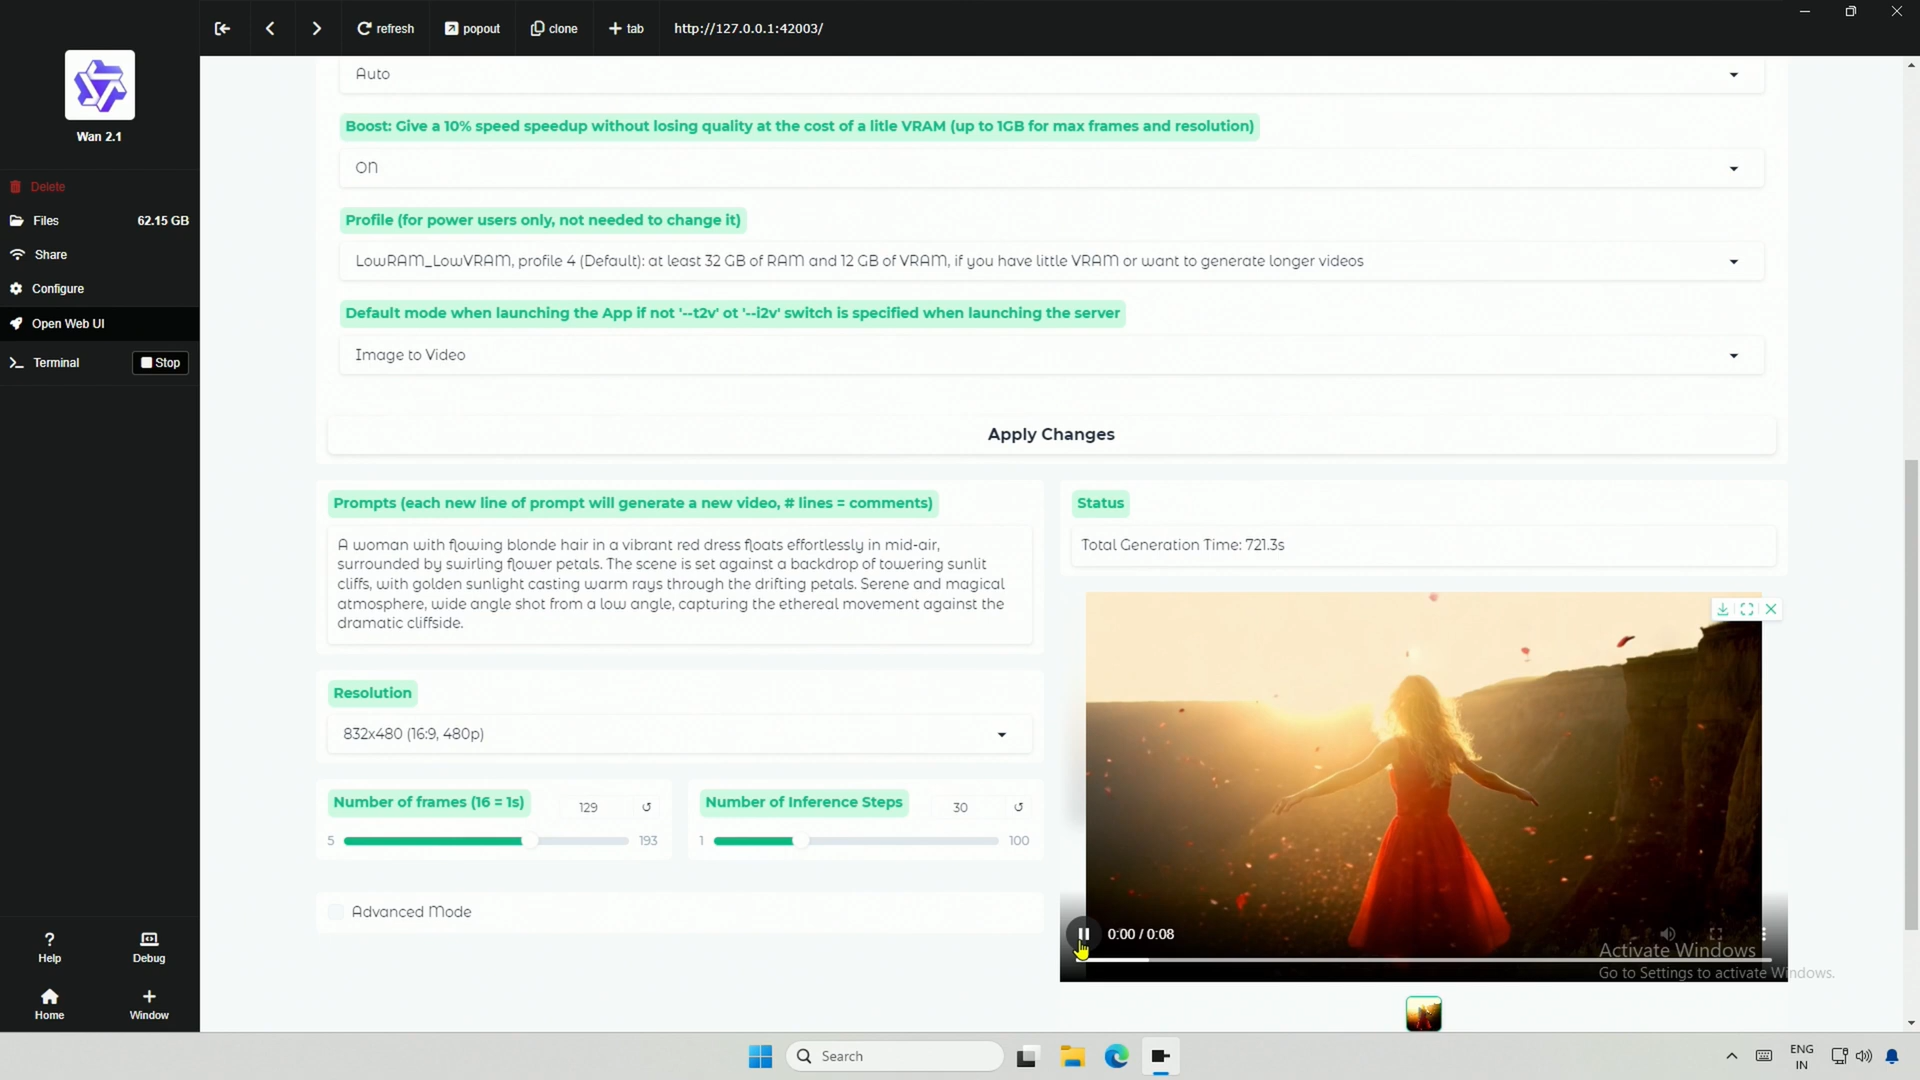 refresh
popout
clone
tab
http://127.0.0.1:42003/
Wan 2.1
Delete
Files 62.15 GB
Share
Configure
Open Web UI
Terminal Stop
Help
Debug
Home
Window
Auto
Boost: Give a 10% speed speedup without losing quality at the cost of a litle VRAM (up to 1GB for max frames and resolution)
ON
Profile (for power users only, not needed to change it)
LowRAM_LowVRAM, profile 4 (Default): at least 32 GB of RAM and 12 GB of VRAM, if you have little VRAM or want to generate longer videos
Default mode when launching the App if not '--t2v' ot '--i2v' switch is specified when launching the server
Image to Video
Apply Changes
Prompts (each new line of prompt will generate a new video, # lines = comments)
A woman with flowing blonde hair in a vibrant red dress floats effortlessly in mid-air,
surrounded by swirling flower petals. The scene is set against a backdrop of towering sunlit
cliffs, with golden sunlight casting warm rays through the drifting petals. Serene and magical
atmosphere, wide angle shot from a low angle, capturing the ethereal movement against the
dramatic cliffside.
Resolution
832x480 (16:9, 480p)
Number of frames (16 = 1s) 129
5 193
Number of Inference Steps 30
1 100
Advanced Mode
Status
Total Generation Time: 721.3s
0:00 / 0:08
Activate Windows
Go to Settings to activate Windows.
Search
ENG
IN